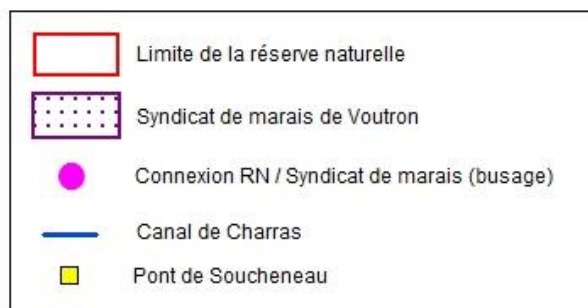 Limite de la réserve naturelle
Syndicat de marais de Voutron
Connexion RN / Syndicat de marais (busage)
Canal de Charras
Pont de Soucheneau